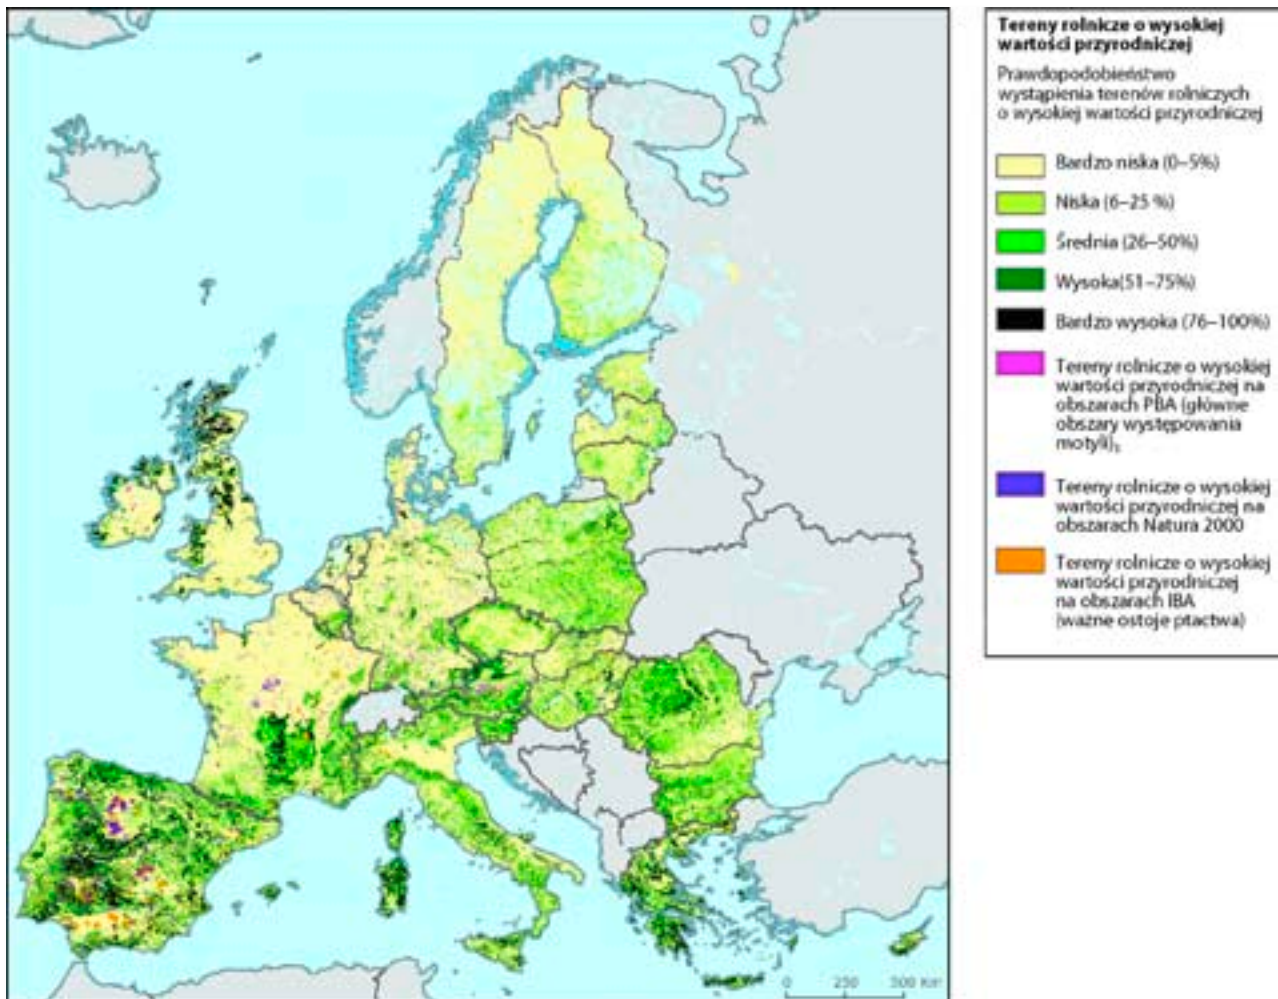 Tereny rolnicze o wysokiej
wartości przyrodniczej
Prawdopodobieństwo
wystąpienia terenów rolniczych
o wysokiej wartości przyrodniczej
Bardzo niska (0–5%)
Niska (6–25 %)
Średnia (26–50%)
Wysoka(51–75%)
Bardzo wysoka (76–100%)
Tereny rolnicze o wysokiej
wartości przyrodniczej na
obszarach PBA (główne
obszary występowania
motyli)
Tereny rolnicze o wysokiej
wartości przyrodniczej na
obszarach Natura 2000
Tereny rolnicze o wysokiej
wartości przyrodniczej
na obszarach IBA
(ważne ostoje ptactwa)
0 250 500 Km